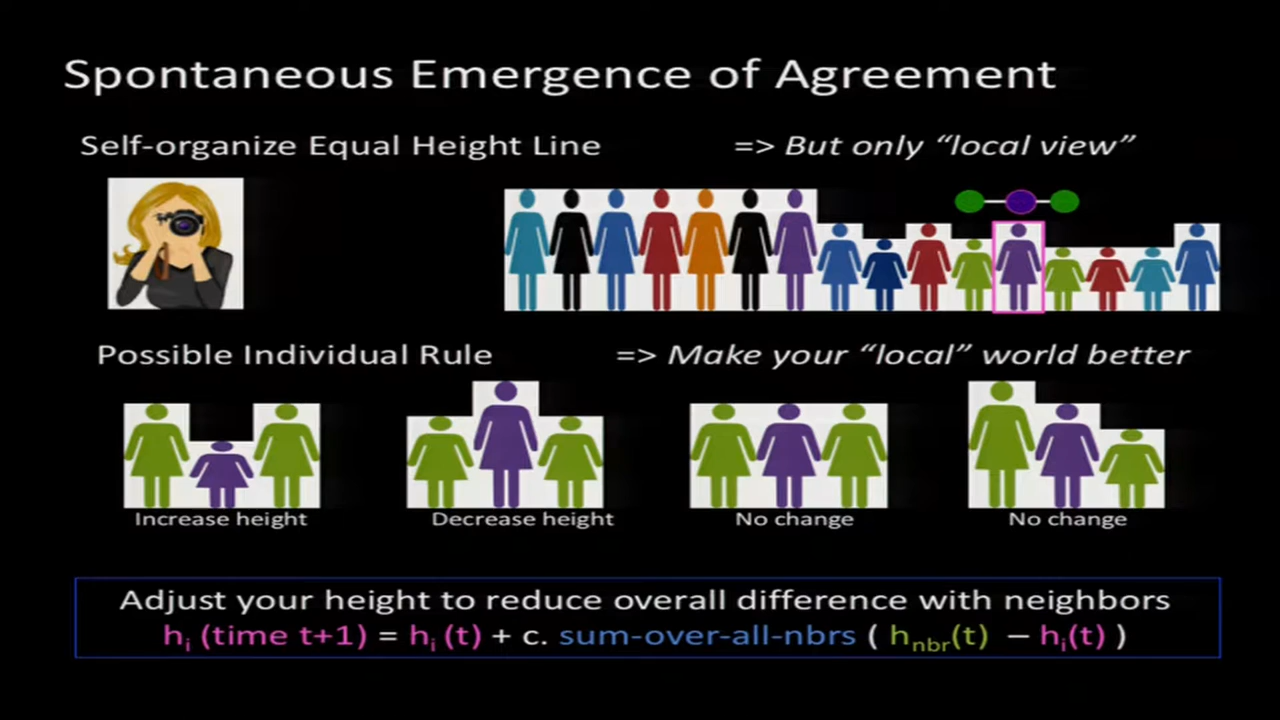 Spontaneous Emergence of Agreement
Self-organize Equal Height Line => But only “local view”
Possible Individual Rule => Make your “local” world better
Increase height Decrease height No change No change
Adjust your height to reduce overall difference with neighbors
hᵢ (time t+1) = hᵢ (t) + c. sum-over-all-nbrs ( hnbr(t) – hᵢ(t) )